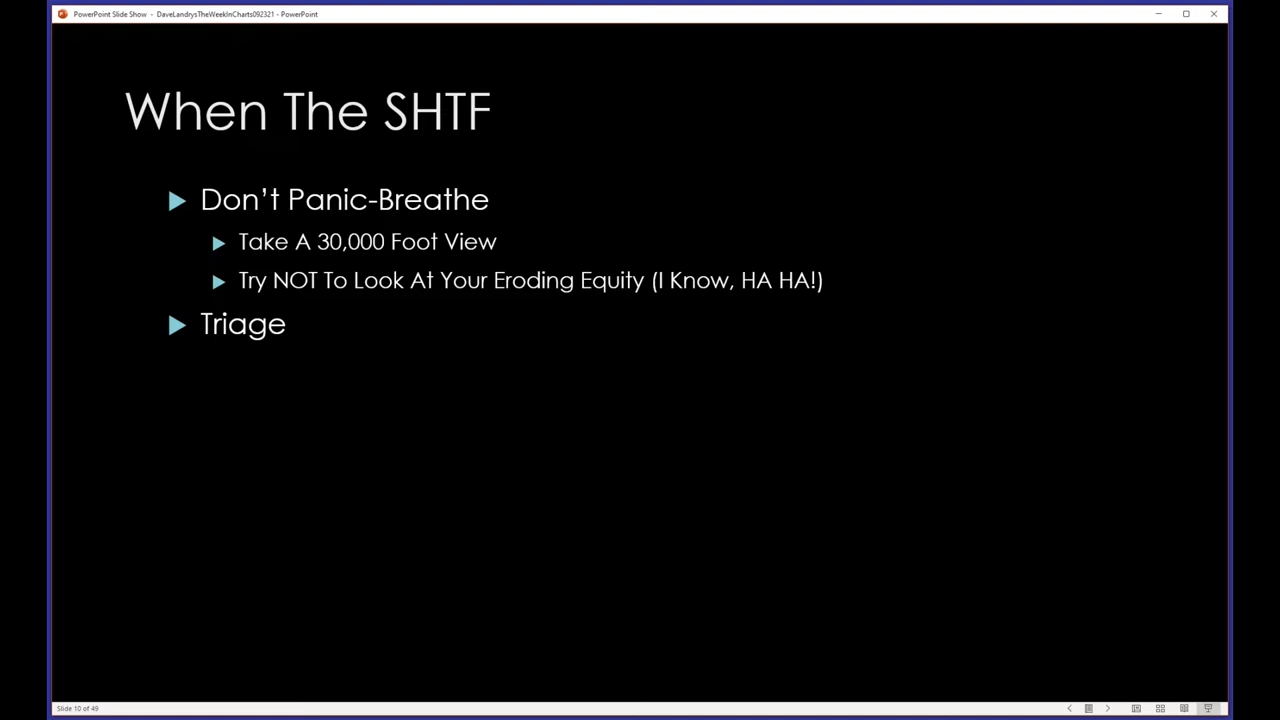 PowerPoint Slide Show - DaveLandrysTheWeekInCharts092321 - PowerPoint
When The SHTF
Don't Panic-Breathe
Take A 30,000 Foot View
Try NOT To Look At Your Eroding Equity (I Know, HA HA!)
Triage
Slide 10 of 49